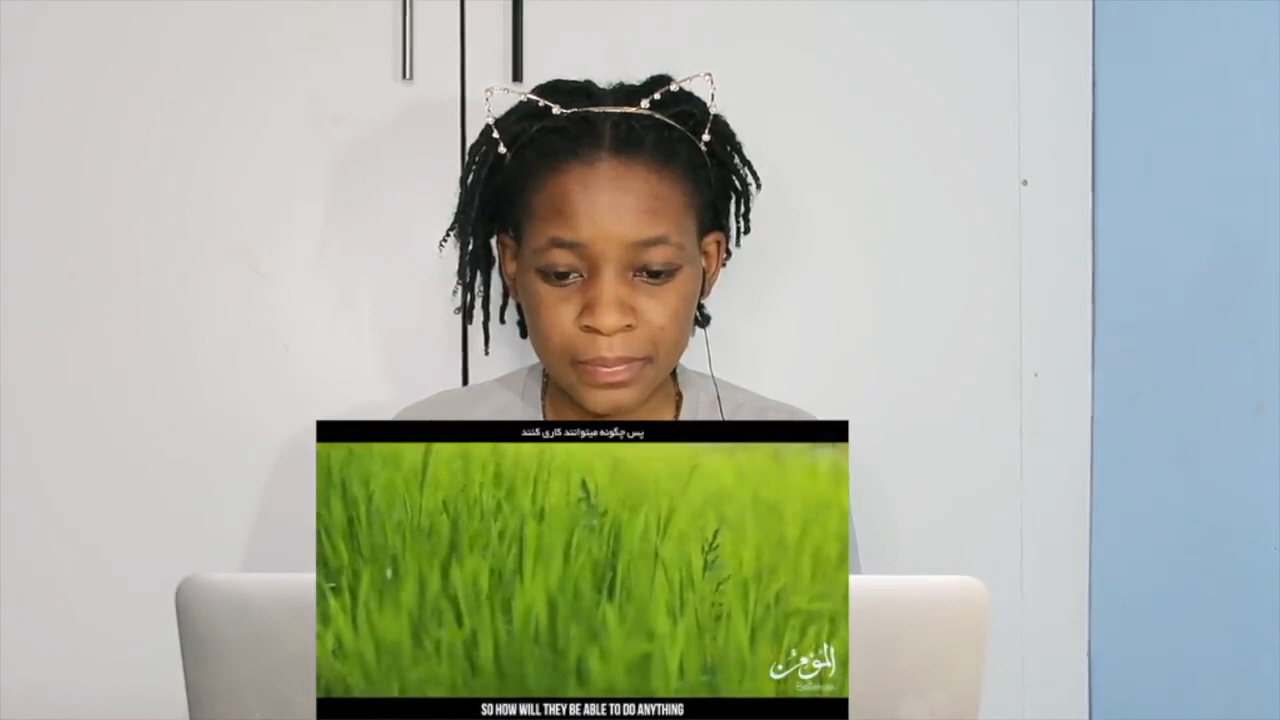 پس چگونه میتوانند کاری کنند
المؤمن
SO HOW WILL THEY BE ABLE TO DO ANYTHING